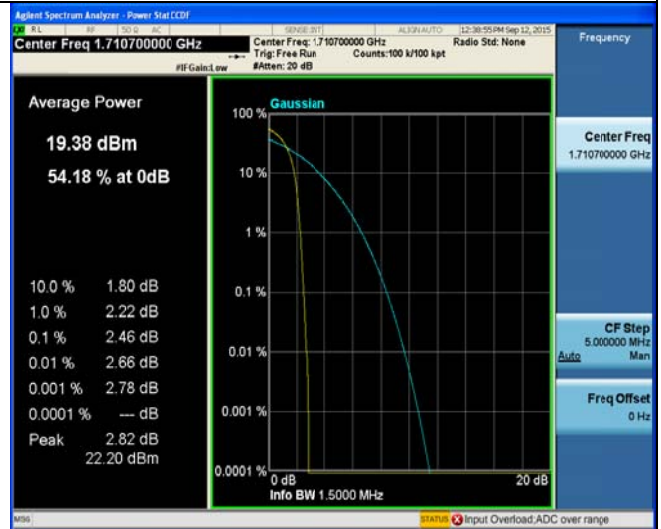 Agilent Spectrum Analyzer - Power Stat CCDF
RL RF 50 Ω AC SENSE:INT ALIGN AUTO 12:38:55 PM Sep 12, 2015
Center Freq 1.710700000 GHz
Center Freq: 1.710700000 GHz Radio Std: None
Trig: Free Run Counts:100 k/100 kpt
#IFGain:Low #Atten: 20 dB
Frequency
Average Power
19.38 dBm
54.18 % at 0dB
10.0 % 1.80 dB
1.0 % 2.22 dB
0.1 % 2.46 dB
0.01 % 2.66 dB
0.001 % 2.78 dB
0.0001 % --- dB
Peak 2.82 dB
22.20 dBm
Gaussian
100 %
10 %
1 %
0.1 %
0.01 %
0.001 %
0.0001 %
0 dB 20 dB
Info BW 1.5000 MHz
Center Freq
1.710700000 GHz
CF Step
5.000000 MHz
Auto Man
Freq Offset
0 Hz
MSG STATUS Input Overload;ADC over range